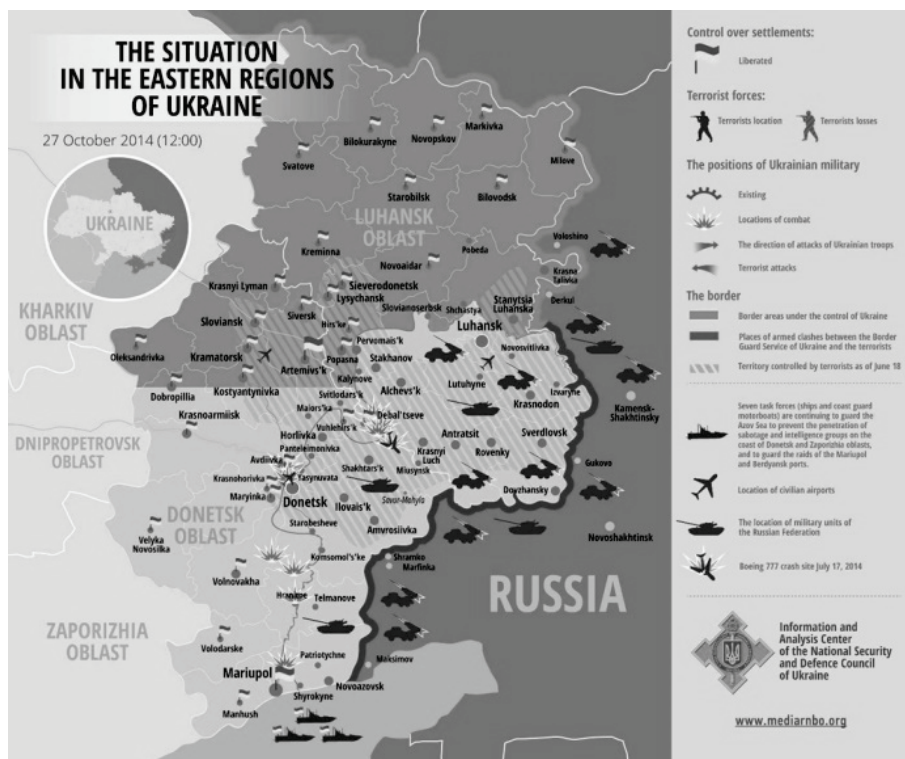 THE SITUATION
IN THE EASTERN REGIONS
OF UKRAINE
27 October 2014 (12:00)
UKRAINE
KHARKIV
OBLAST
DNIPROPETROVSK
OBLAST
ZAPORIZHIA
OBLAST
LUHANSK
OBLAST
DONETSK
OBLAST
RUSSIA
Markivka
Novopskov
Bilokurakyne
Svatove
Milove
Starobilsk
Bilovodsk
Kreminna
Pobeda
Voloshino
Novoaidar
Krasna
Talivka
Krasnyi Lyman
Sieverodonetsk
Lysychansk
Derkul
Slovianoserbsk
Shchastya
Stanytsia
Luhanska
Sloviansk
Siversk
Hirs'ke
Luhansk
Pervomais'k
Oleksandrivka
Kramatorsk
Artemivs'k
Popasna
Stakhanov
Novosvitlivka
Kalynove
Lutuhyne
Izvaryne
Dobropillia
Kostyantynivka
Alchevs'k
Krasnodon
Kamensk-
Shakhtinsky
Svitlodars'k
Krasnoarmiisk
Maiors'ka
Debal'tseve
Vuhlehirs'k
Horlivka
Antratsit
Sverdlovsk
Panteleimonivka
Krasnyi
Luch
Rovenky
Avdiivka
Shakhtars'k
Miusynsk
Gukovo
Krasnohorivka
Yasynuvata
Maryinka
Donetsk
Savur-Mohyla
Dovzhansky
Ilovais'k
Starobesheve
Amvrosiivka
Novoshakhtinsk
Velyka
Novosilka
Komsomol's'ke
Shramko
Marfinka
Volnovakha
Hranitne
Telmanove
Volodarske
Patriotychne
Maksimov
Mariupol
Novoazovsk
Shyrokyne
Manhush
Control over settlements:
Liberated
Terrorist forces:
Terrorists location
Terrorists losses
The positions of Ukrainian military
Existing
Locations of combat
The direction of attacks of Ukrainian troops
Terrorist attacks
The border
Border areas under the control of Ukraine
Places of armed clashes between the Border
Guard Service of Ukraine and the terrorists
Territory controlled by terrorists as of June 18
Seven task forces (ships and coast guard
motorboats) are continuing to guard the
Azov Sea to prevent the penetration of
sabotage and intelligence groups on the
coast of Donetsk and Zaporizhia oblasts,
and to guard the raids of the Mariupol
and Berdyonsk ports.
Location of civilian airports
The location of military units of
the Russian Federation
Boeing 777 crash site July 17, 2014
Information and
Analysis Center
of the National Security
and Defence Council
of Ukraine
www.mediarnbo.org